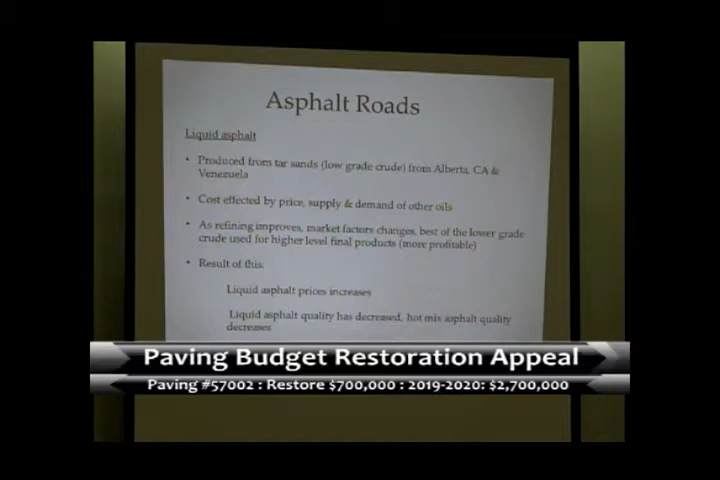 Asphalt Roads
Liquid asphalt
• Produced from tar sands (low grade crude) from Alberta, CA &
Venezuela
• Cost effected by price, supply & demand of other oils
• As refining improves, market factors changes, best of the lower grade
crude used for higher level final products (more profitable)
• Result of this:
Liquid asphalt prices increases
Liquid asphalt quality has decreased, hot mix asphalt quality
decreases
Paving Budget Restoration Appeal
Paving #57002 : Restore $700,000 : 2019-2020: $2,700,000